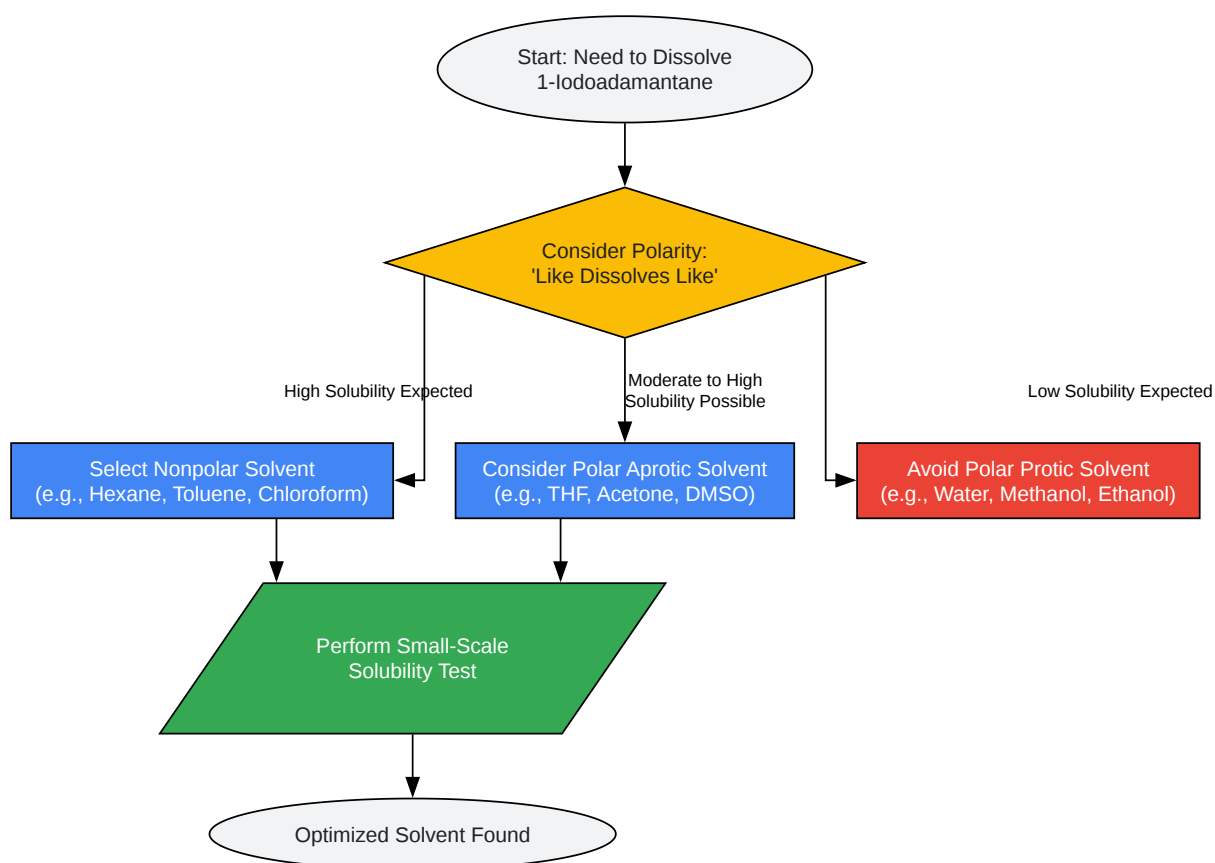 Start: Need to Dissolve
1-Iodoadamantane
Consider Polarity:
'Like Dissolves Like'
High Solubility Expected
Moderate to High
Solubility Possible
Low Solubility Expected
Select Nonpolar Solvent
(e.g., Hexane, Toluene, Chloroform)
Consider Polar Aprotic Solvent
(e.g., THF, Acetone, DMSO)
Avoid Polar Protic Solvent
(e.g., Water, Methanol, Ethanol)
Perform Small-Scale
Solubility Test
Optimized Solvent Found